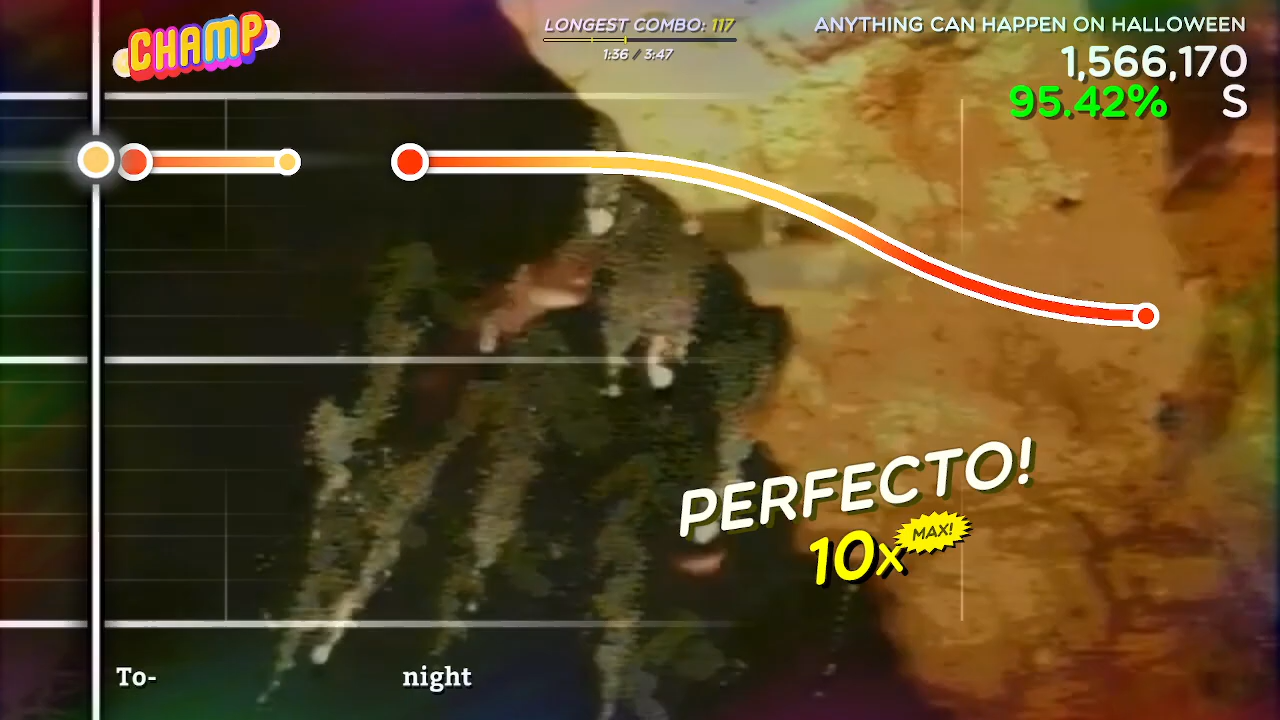 CHAMP
LONGEST COMBO: 117
1:36 / 3:47
ANYTHING CAN HAPPEN ON HALLOWEEN
1,566,170
95.42% S
PERFECTO!
10x MAX!
To- night